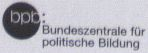 bpb:
Bundeszentrale für
politische Bildung